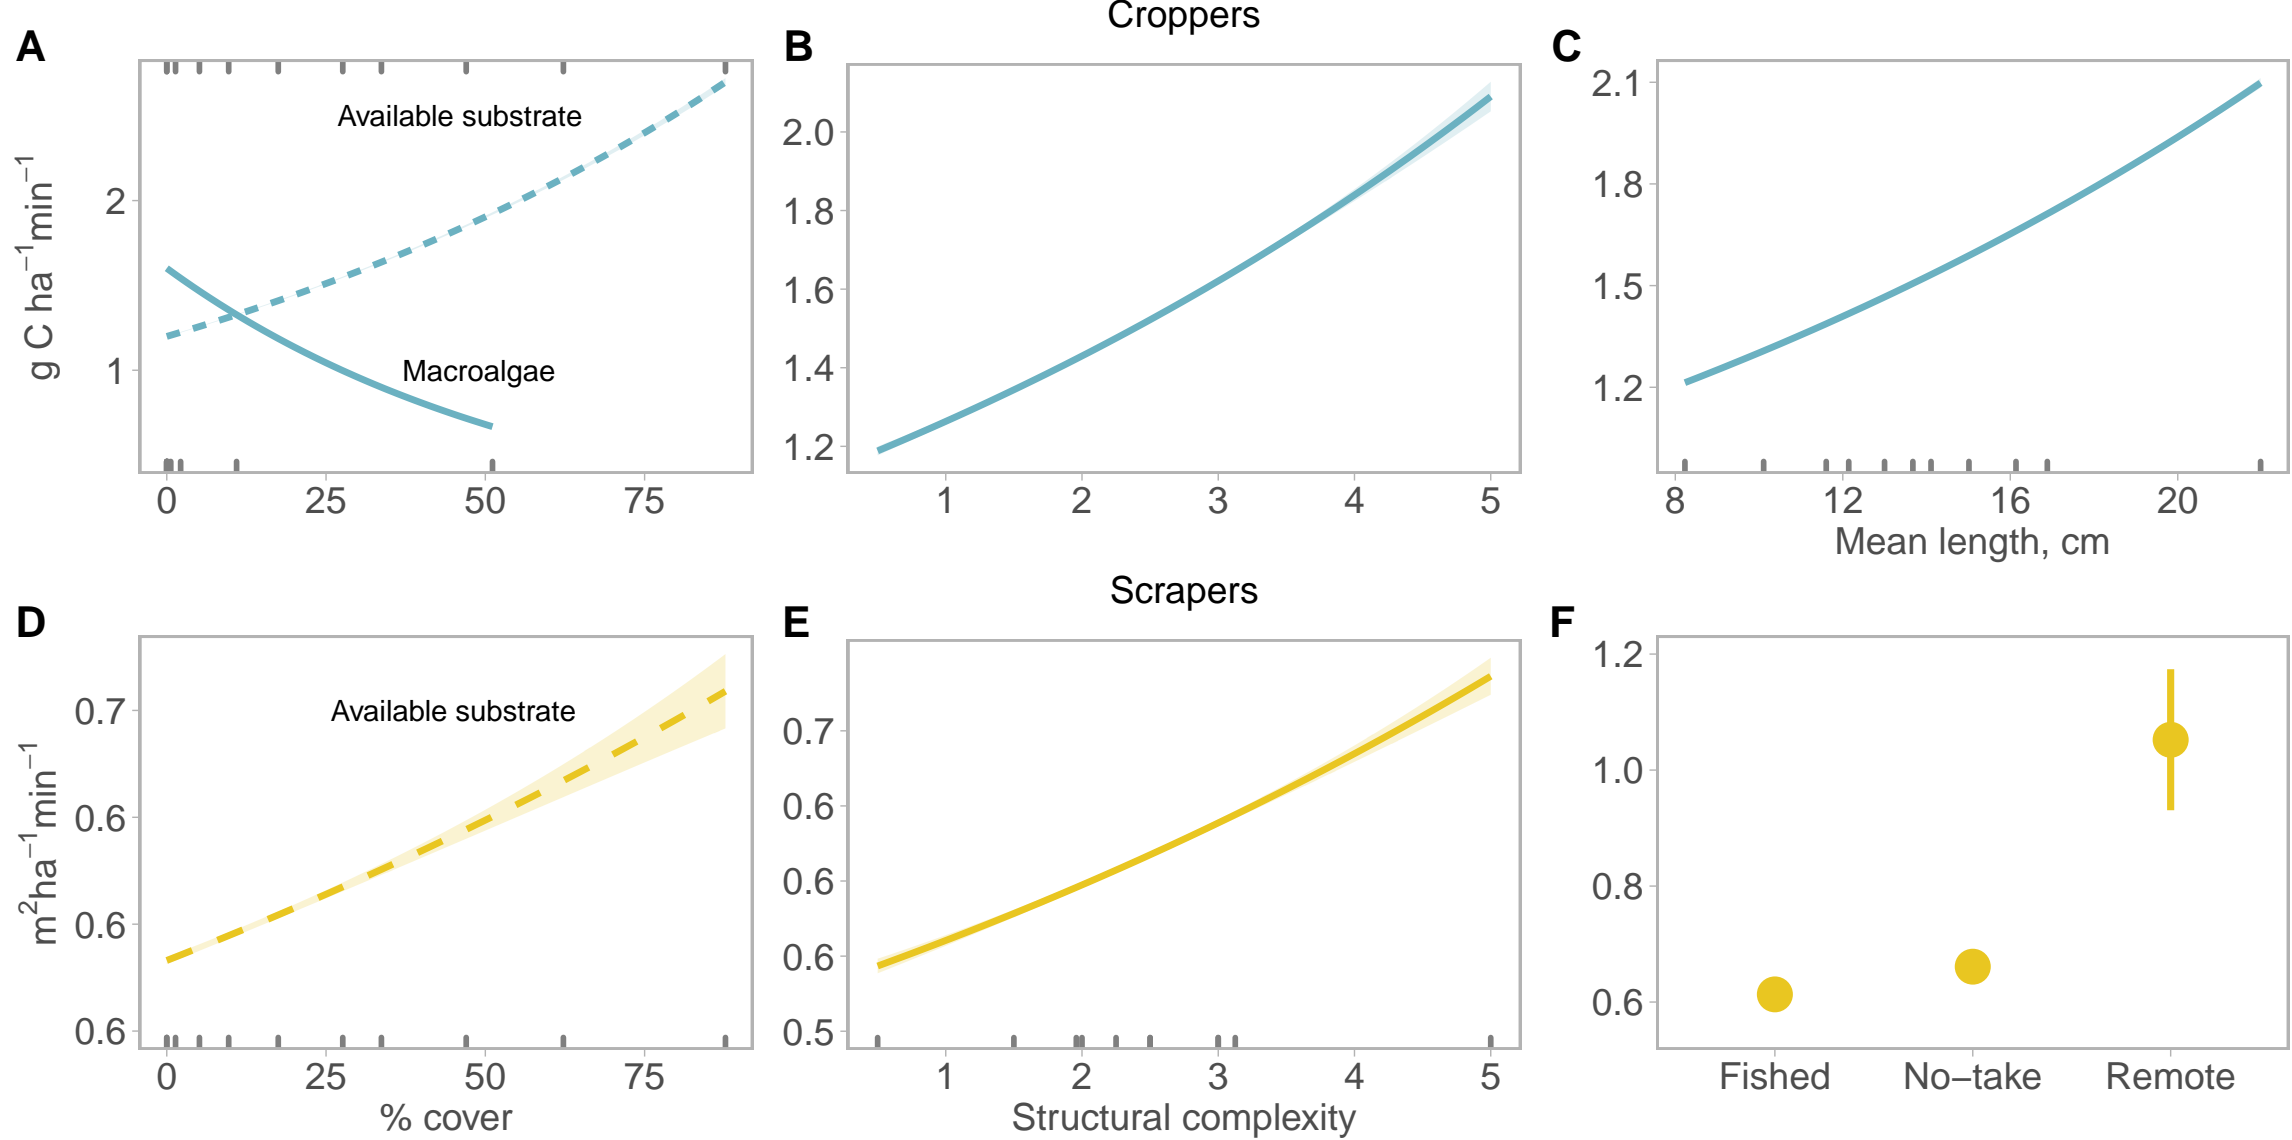 Croppers
A
B
C
Available substrate
Macroalgae
g C ha⁻¹min⁻¹
2
1
0 25 50 75
2.0
1.8
1.6
1.4
1.2
1 2 3 4 5
2.1
1.8
1.5
1.2
8 12 16 20
Mean length, cm
Scrapers
D
E
F
Available substrate
m²ha⁻¹min⁻¹
0.7
0.6
0.6
0.6
0 25 50 75
% cover
0.7
0.6
0.6
0.6
0.5
1 2 3 4 5
Structural complexity
1.2
1.0
0.8
0.6
Fished No−take Remote